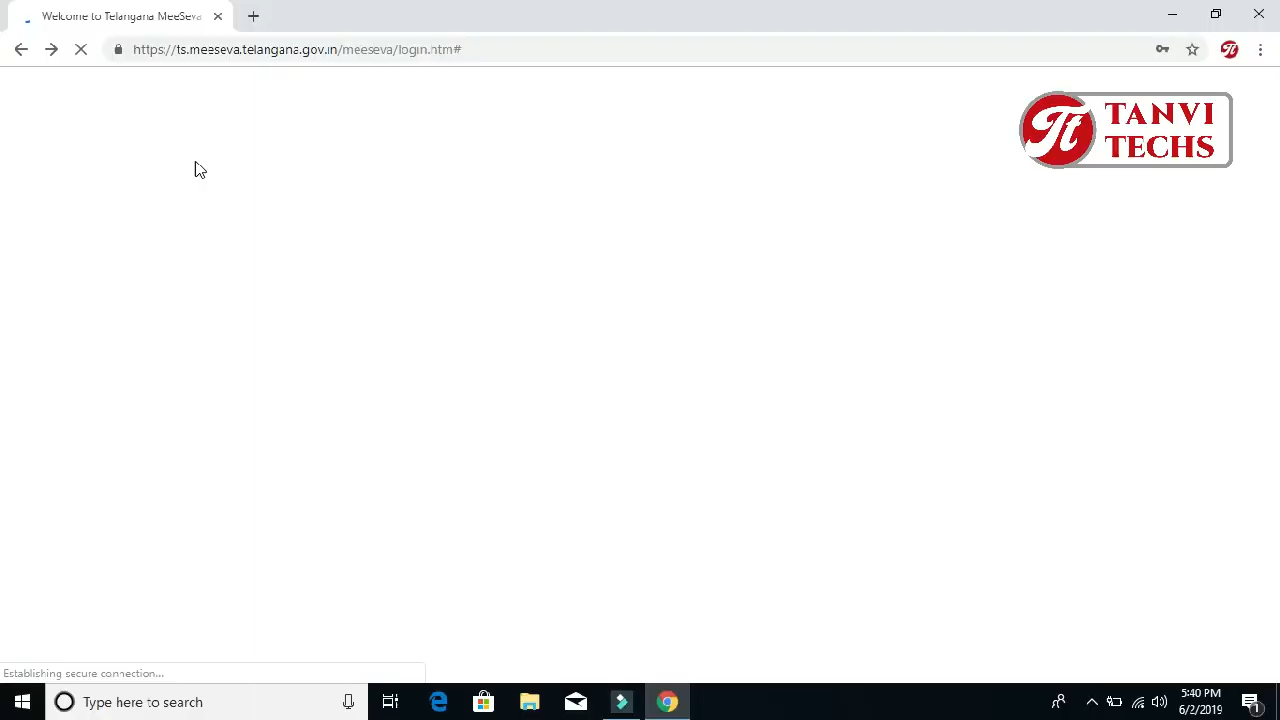 Welcome to Telangana MeeSeva
https://ts.meeseva.telangana.gov.in/meeseva/login.htm#
TANVI
TECHS
Establishing secure connection...
Type here to search
5:40 PM
6/2/2019
1